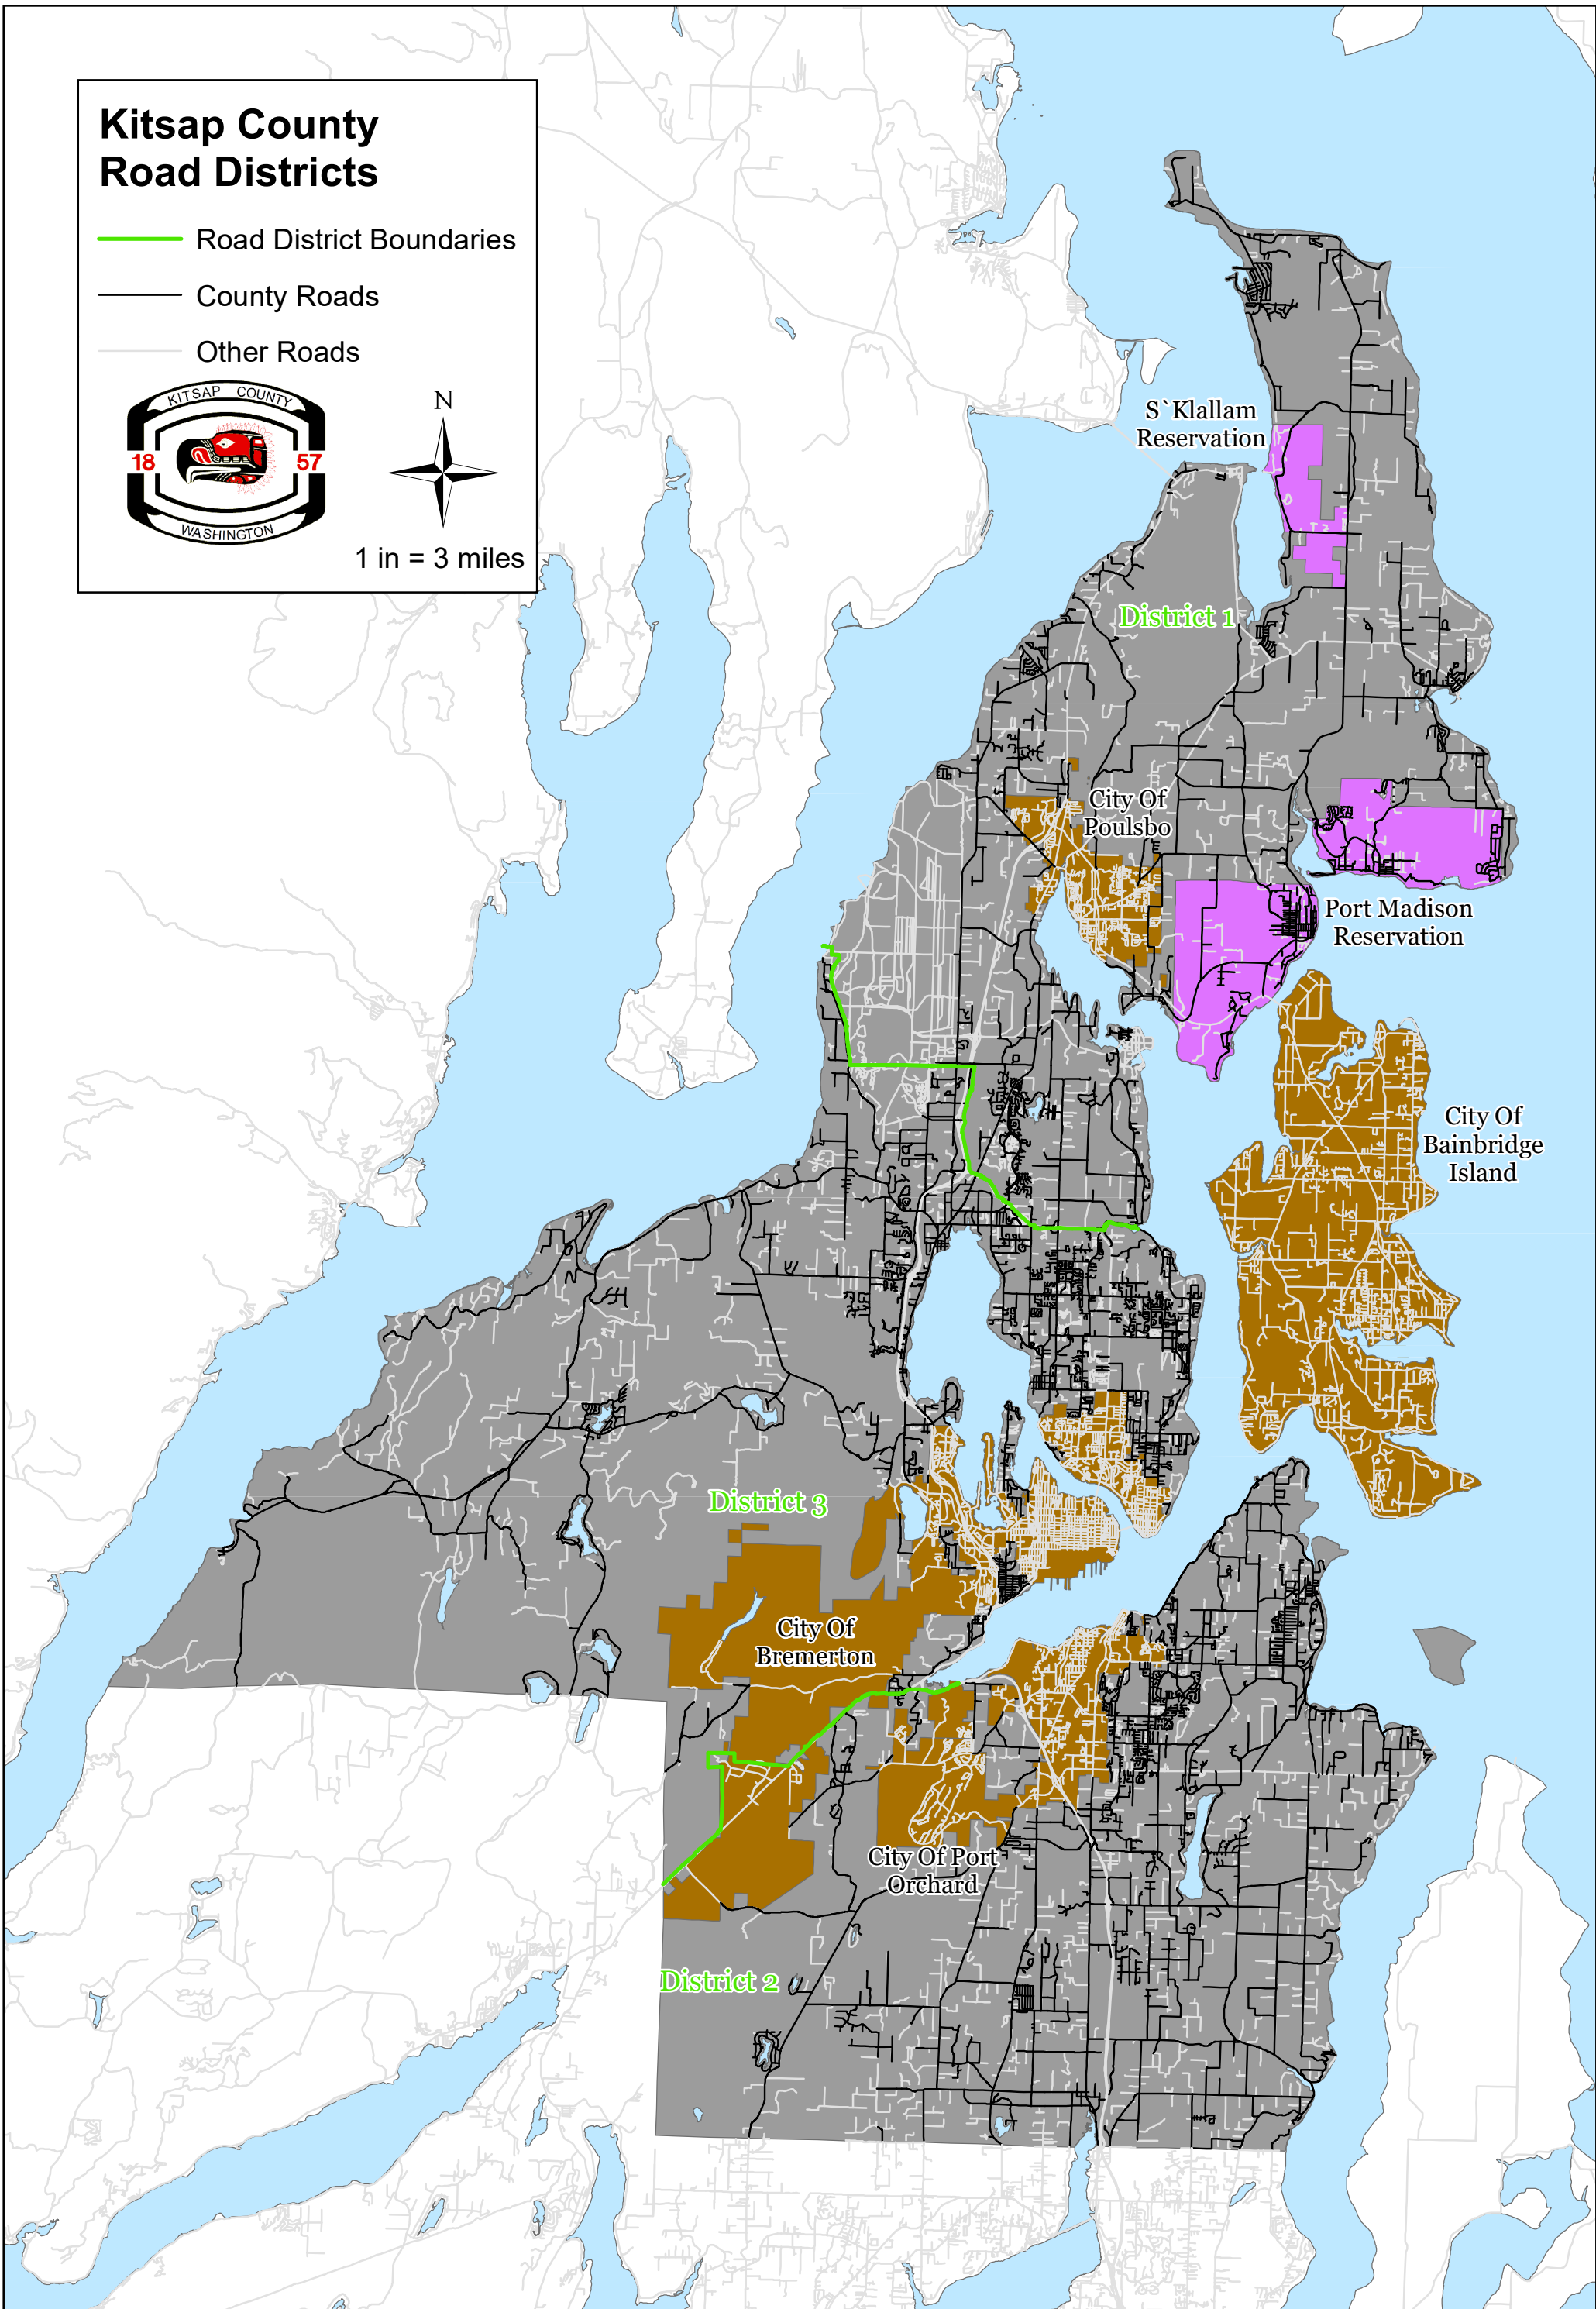 Kitsap County
Road Districts
Road District Boundaries
County Roads
Other Roads
KITSAP COUNTY
18 57
WASHINGTON
N
1 in = 3 miles
S`Klallam
Reservation
District 1
City Of
Poulsbo
Port Madison
Reservation
City Of
Bainbridge
Island
District 3
City Of
Bremerton
City Of Port
Orchard
District 2